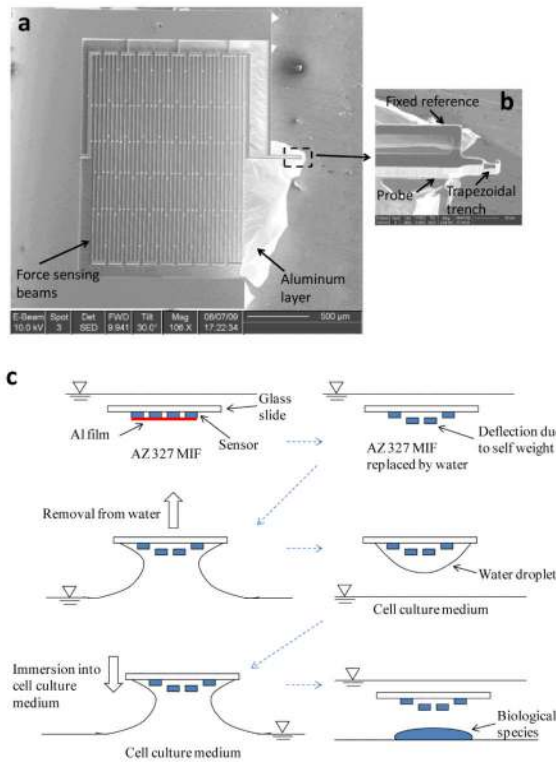 a
Force sensing
beams
Aluminum
layer
E-Beam Spot Det FWD Tilt Mag 08/07/09
10.0 kV 3 SED 9.941 30.0° 106 X 17:22:34 500 µm
b
Fixed reference
Probe
Trapezoidal
trench
c
Glass
slide
Al film
Sensor
AZ 327 MIF
Deflection due
to self weight
AZ 327 MIF
replaced by water
Removal from water
Water droplet
Cell culture medium
Immersion into
cell culture
medium
Cell culture medium
Biological
species